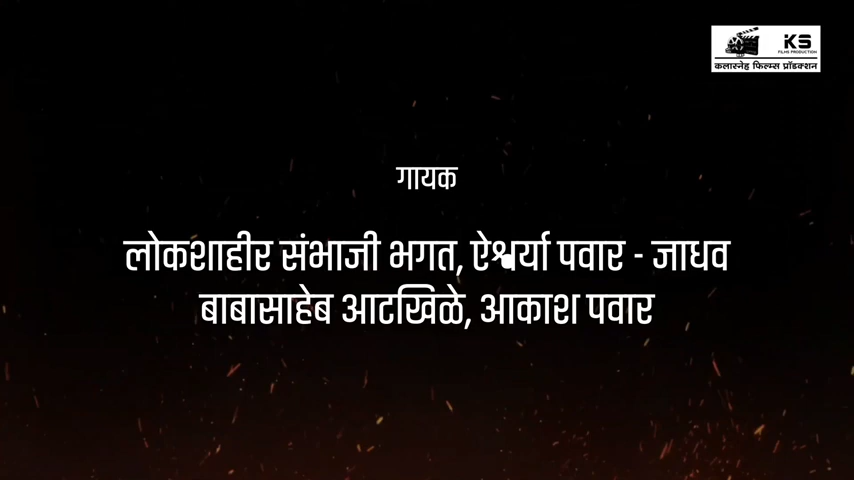 KS
FILMS PRODUCTION
कलास्नेह फिल्म्स प्रॉडक्शन
गायक
लोकशाहीर संभाजी भगत, ऐश्वर्या पवार - जाधव
बाबासाहेब आटखिळे, आकाश पवार